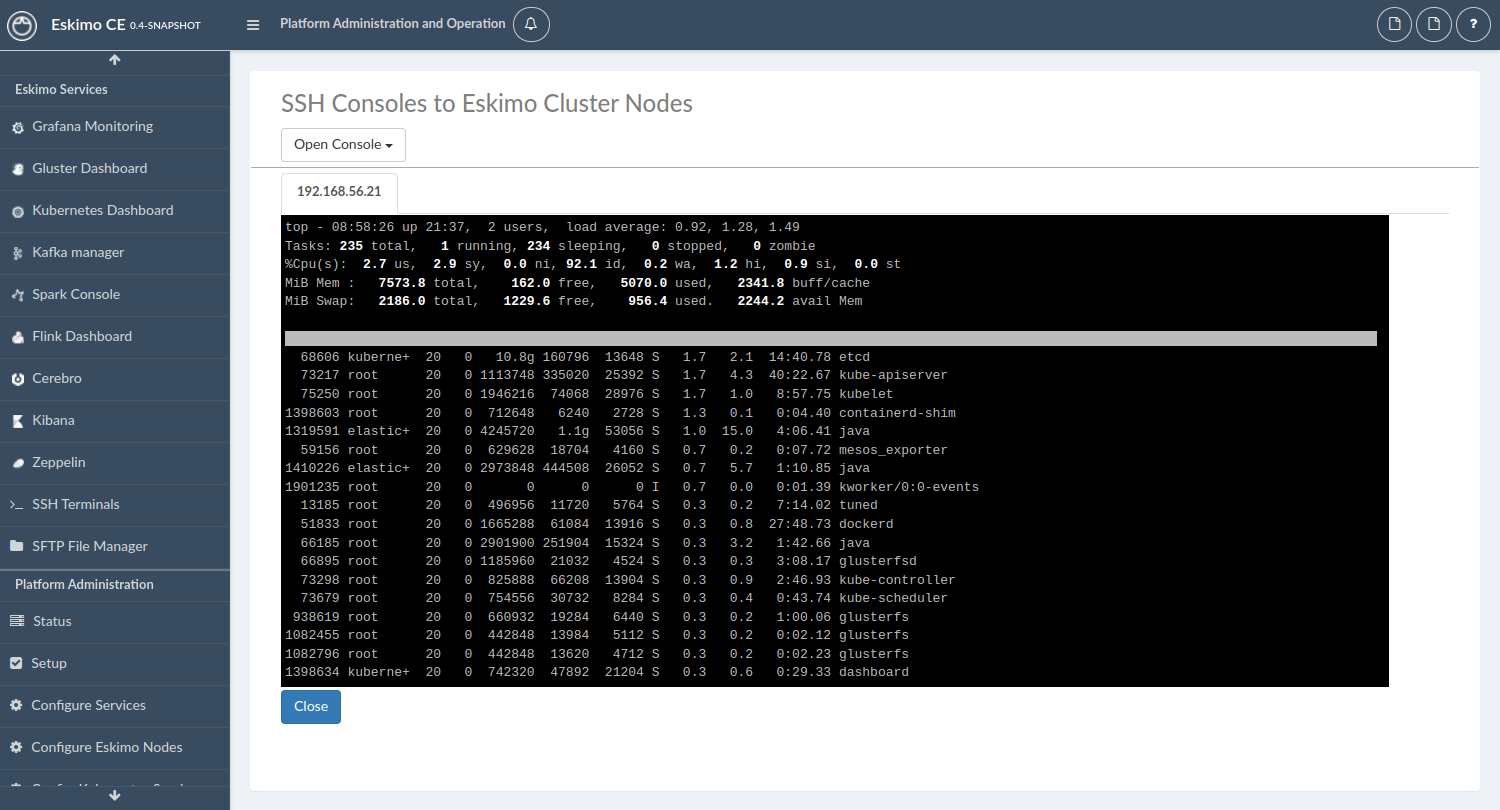 Eskimo CE 0.4-SNAPSHOT
Platform Administration and Operation
?
Eskimo Services
Grafana Monitoring
Gluster Dashboard
Kubernetes Dashboard
Kafka manager
Spark Console
Flink Dashboard
Cerebro
Kibana
Zeppelin
SSH Terminals
SFTP File Manager
Platform Administration
Status
Setup
Configure Services
Configure Eskimo Nodes
SSH Consoles to Eskimo Cluster Nodes
Open Console
192.168.56.21
top - 08:58:26 up 21:37,  2 users,  load average: 0.92, 1.28, 1.49
Tasks: 235 total,   1 running, 234 sleeping,   0 stopped,   0 zombie
%Cpu(s):  2.7 us,  2.9 sy,  0.0 ni, 92.1 id,  0.2 wa,  1.2 hi,  0.9 si,  0.0 st
MiB Mem :   7573.8 total,    162.0 free,   5070.0 used,   2341.8 buff/cache
MiB Swap:   2186.0 total,   1229.6 free,    956.4 used.   2244.2 avail Mem
68606 kuberne+  20   0   10.8g 160796  13648 S   1.7   2.1  14:40.78 etcd
73217 root      20   0 1113748 335020  25392 S   1.7   4.3  40:22.67 kube-apiserver
75250 root      20   0 1946216  74068  28976 S   1.7   1.0   8:57.75 kubelet
1398603 root      20   0  712648   6240   2728 S   1.3   0.1   0:04.40 containerd-shim
1319591 elastic+  20   0 4245720   1.1g  53056 S   1.0  15.0   4:06.41 java
59156 root      20   0  629628  18704   4160 S   0.7   0.2   0:07.72 mesos_exporter
1410226 elastic+  20   0 2973848 444508  26052 S   0.7   5.7   1:10.85 java
1901235 root      20   0       0      0      0 I   0.7   0.0   0:01.39 kworker/0:0-events
13185 root      20   0  496956  11720   5764 S   0.3   0.2   7:14.02 tuned
51833 root      20   0 1665288  61084  13916 S   0.3   0.8  27:48.73 dockerd
66185 root      20   0 2901900 251904  15324 S   0.3   3.2   1:42.66 java
66895 root      20   0 1185960  21032   4524 S   0.3   0.3   3:08.17 glusterfsd
73298 root      20   0  825888  66208  13904 S   0.3   0.9   2:46.93 kube-controller
73679 root      20   0  754556  30732   8284 S   0.3   0.4   0:43.74 kube-scheduler
938619 root      20   0  660932  19284   6440 S   0.3   0.2   1:00.06 glusterfs
1082455 root      20   0  442848  13984   5112 S   0.3   0.2   0:02.12 glusterfs
1082796 root      20   0  442848  13620   4712 S   0.3   0.2   0:02.23 glusterfs
1398634 kuberne+  20   0  742320  47892  21204 S   0.3   0.6   0:29.33 dashboard
Close